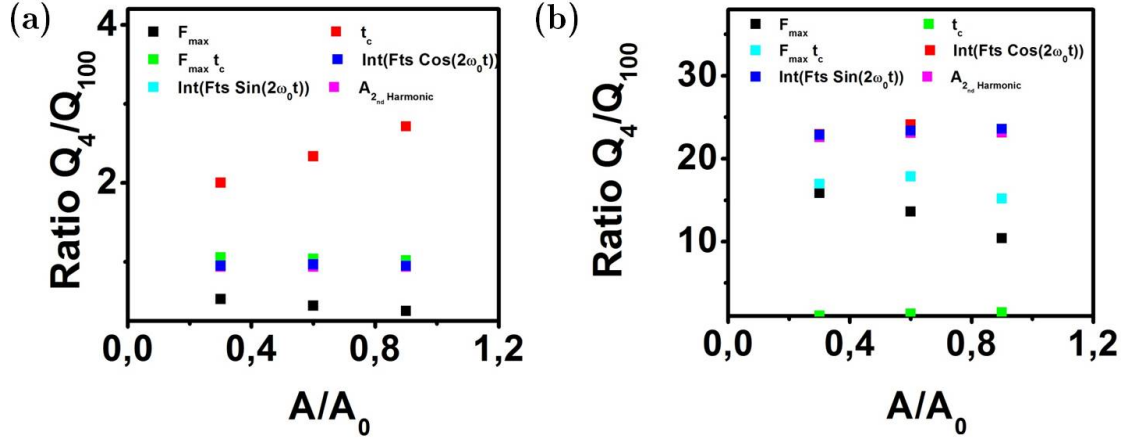 (a)
4
2
Ratio Q4/Q100
F max
t c
F max t c
Int(Fts Cos(2ω0t))
Int(Fts Sin(2ω0t))
A 2nd Harmonic
0,0 0,4 0,8 1,2
A/A0
(b)
30
20
10
Ratio Q4/Q100
F max
t c
F max t c
Int(Fts Cos(2ω0t))
Int(Fts Sin(2ω0t))
A 2nd Harmonic
0,0 0,4 0,8 1,2
A/A0